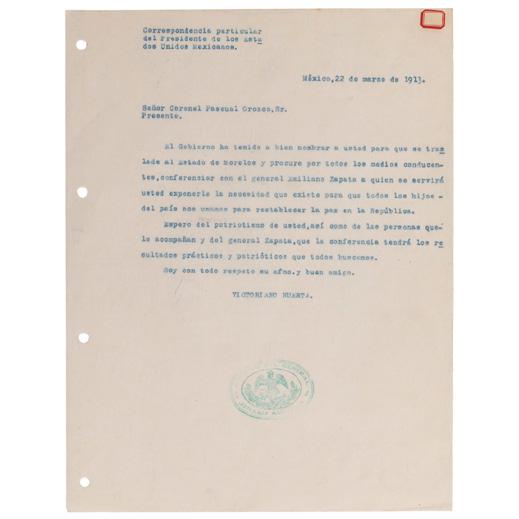 Correspondencia particular
del Presidente de los Esta
dos Unidos Mexicanos.
México,22 de marzo de 1913.
Señor Coronel Pascual Orozco,Sr.
Presente.
El Gobierno ha tenido a bien nombrar a usted para que se tras
lade al Estado de Morelos y procure por todos los medios conducen-
tes,conferenciar con el general Emiliano Zapata a quien se servirá
usted exponerle la necesidad que existe para que todos los hijos-
del país nos unamos para restablecer la paz en la República.
Espero del patriotismo de usted,así como de las personas que-
le acompañan y del general Zapata,que la conferencia tendrá los re
sultados prácticos y patrióticos que todos buscamos.
Soy con todo respeto su afmo.y buen amigo.
VICTORIANO HUERTA.